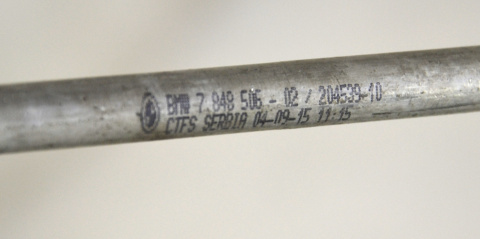 BMW 7 848 506 - 02 / 204539-10
CTFS SERBIA 04-09-15 11:15